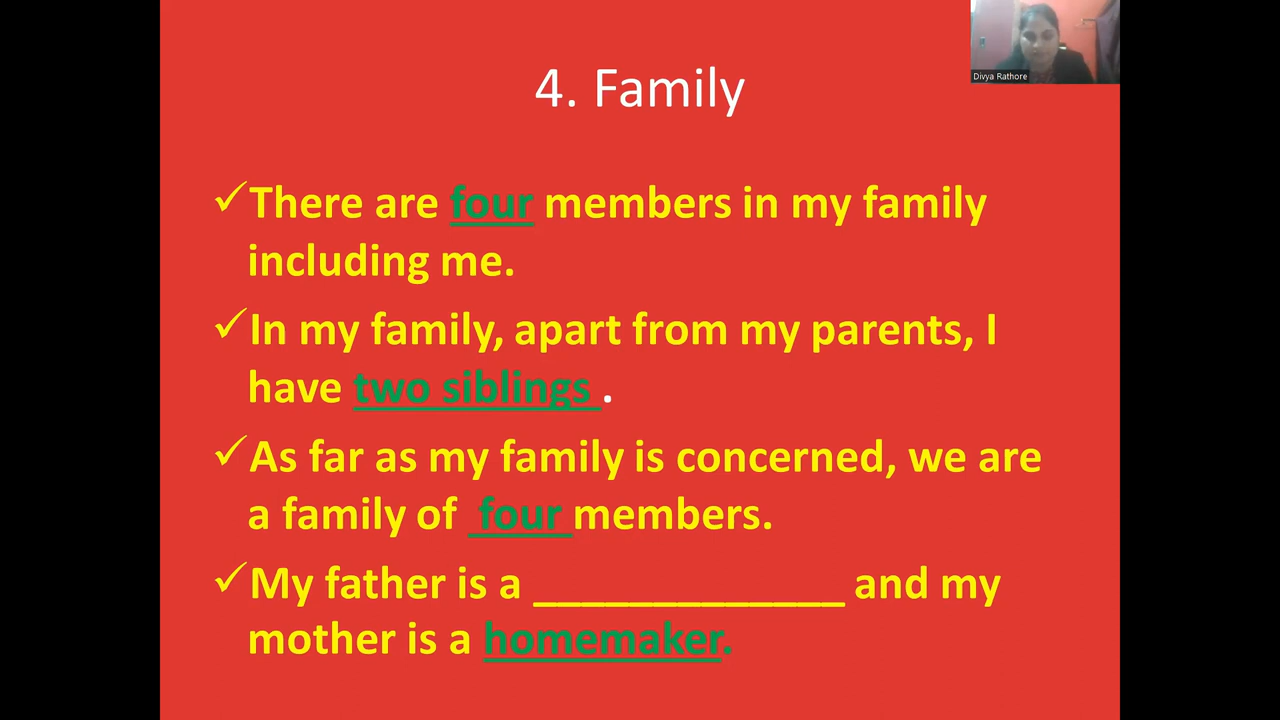 Divya Rathore
4. Family
✓There are four members in my family
including me.
✓In my family, apart from my parents, I
have two siblings .
✓As far as my family is concerned, we are
a family of  four members.
✓My father is a _____________ and my
mother is a homemaker.